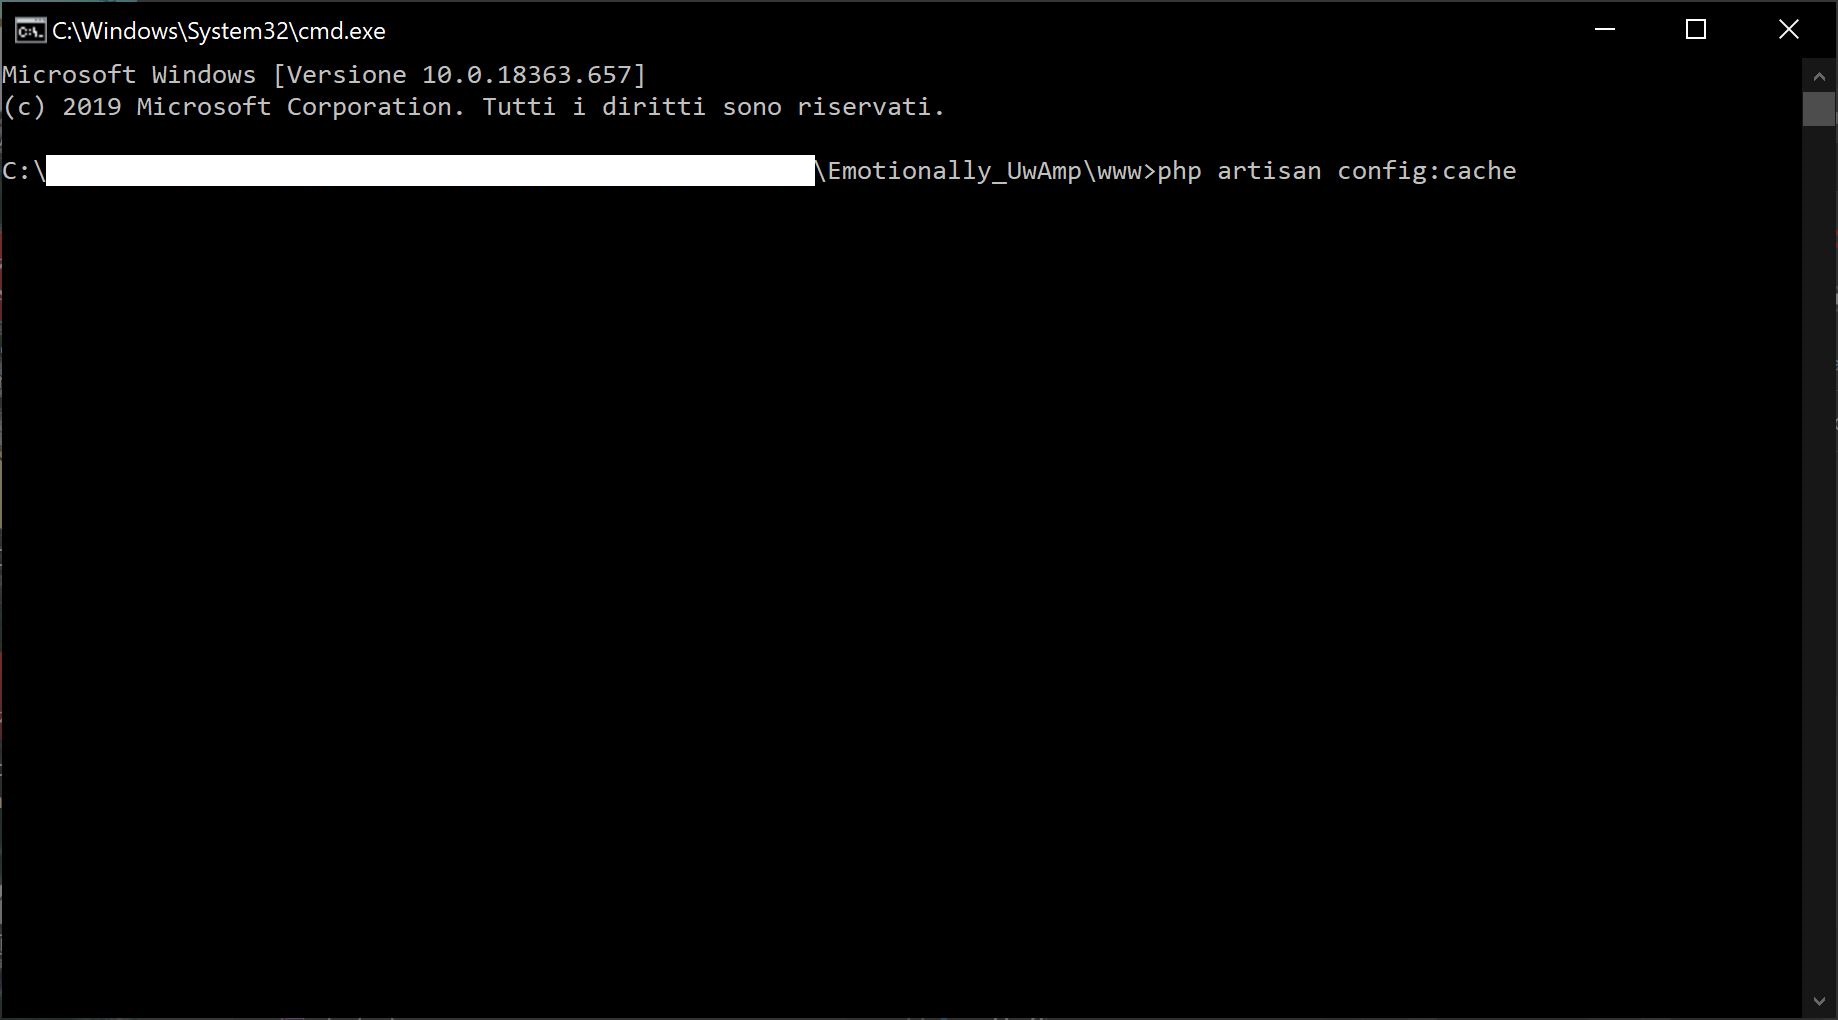 C:\Windows\System32\cmd.exe
Microsoft Windows [Versione 10.0.18363.657]
(c) 2019 Microsoft Corporation. Tutti i diritti sono riservati.
C:\ \Emotionally_UwAmp\www>php artisan config:cache